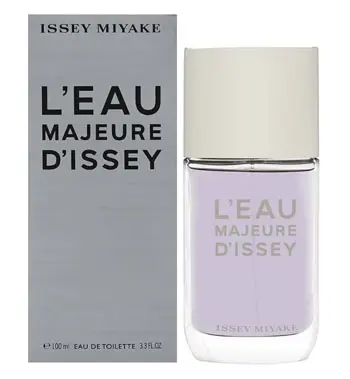 ISSEY MIYAKE
L'EAU
MAJEURE
D'ISSEY
℮ 100 ml EAU DE TOILETTE 3.3 FL.OZ.
L'EAU
MAJEURE
D'ISSEY
ISSEY MIYAKE